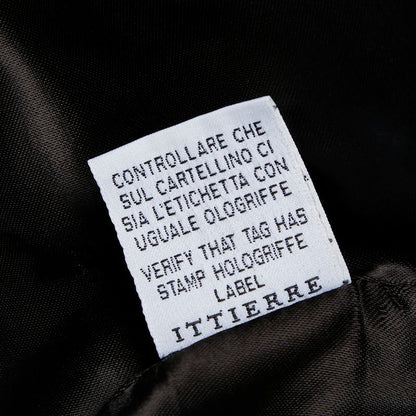 CONTROLLARE CHE
SUL CARTELLINO CI
SIA L'ETICHETTA CON
UGUALE OLOGRIFFE
VERIFY THAT TAG HAS
STAMP HOLOGRIFFE
LABEL
ITTIERRE